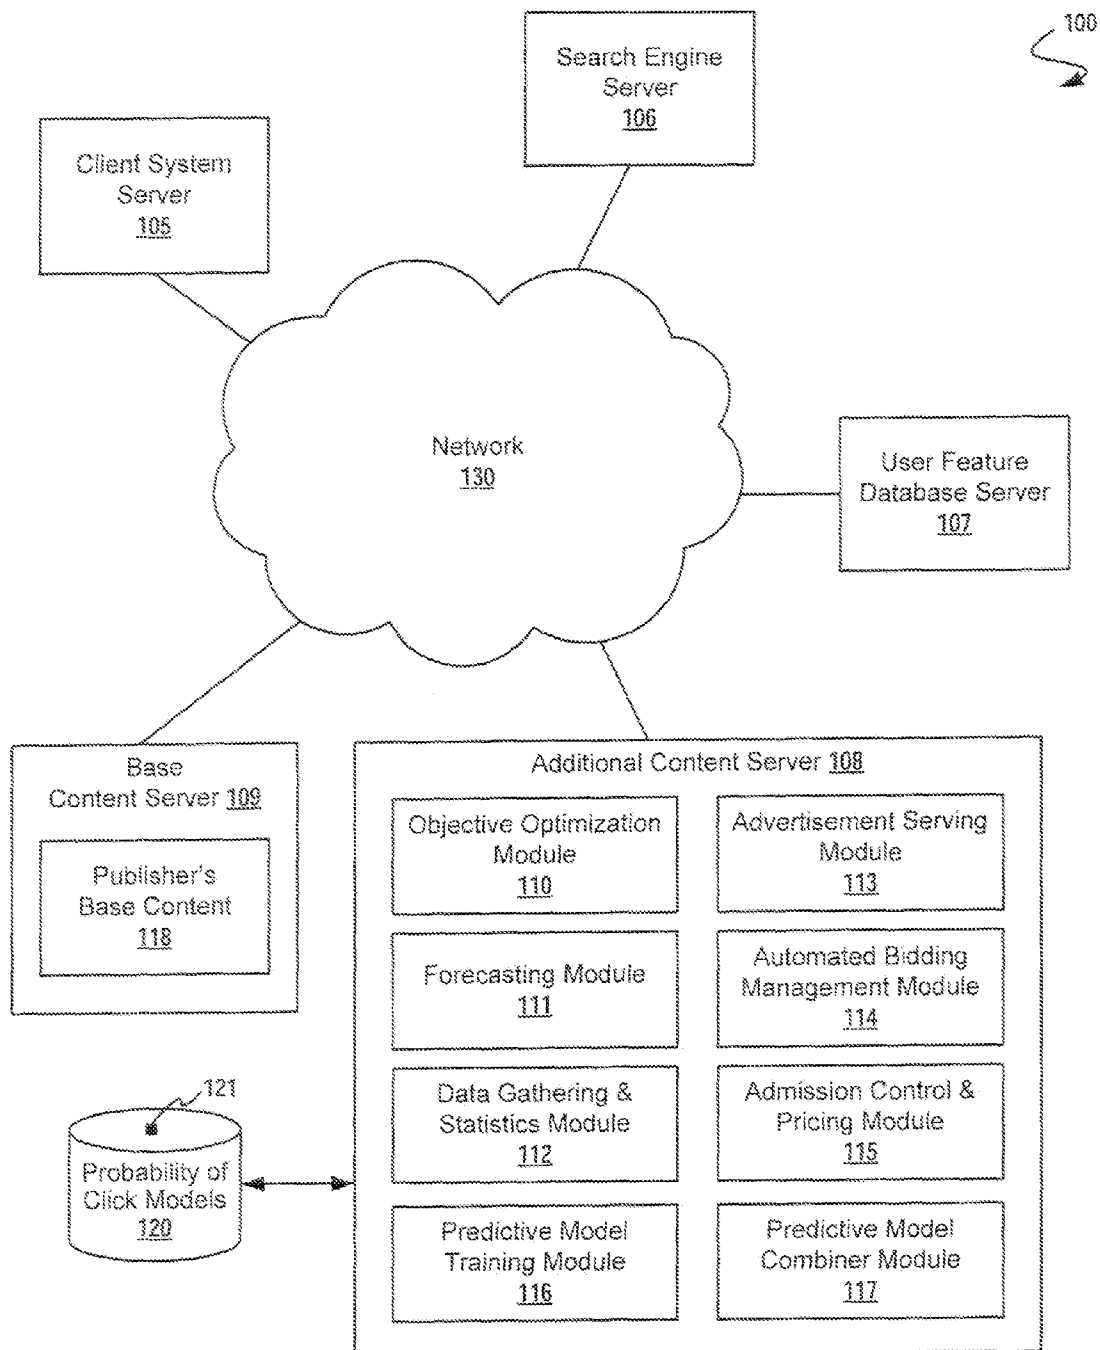 100
Search Engine
Server
106
Client System
Server
105
Network
130
User Feature
Database Server
107
Base
Content Server 109
Publisher's
Base Content
118
Additional Content Server 108
Objective Optimization
Module
110
Advertisement Serving
Module
113
Forecasting Module
111
Automated Bidding
Management Module
114
Data Gathering &
Statistics Module
112
Admission Control &
Pricing Module
115
Predictive Model
Training Module
116
Predictive Model
Combiner Module
117
121
Probability of
Click Models
120